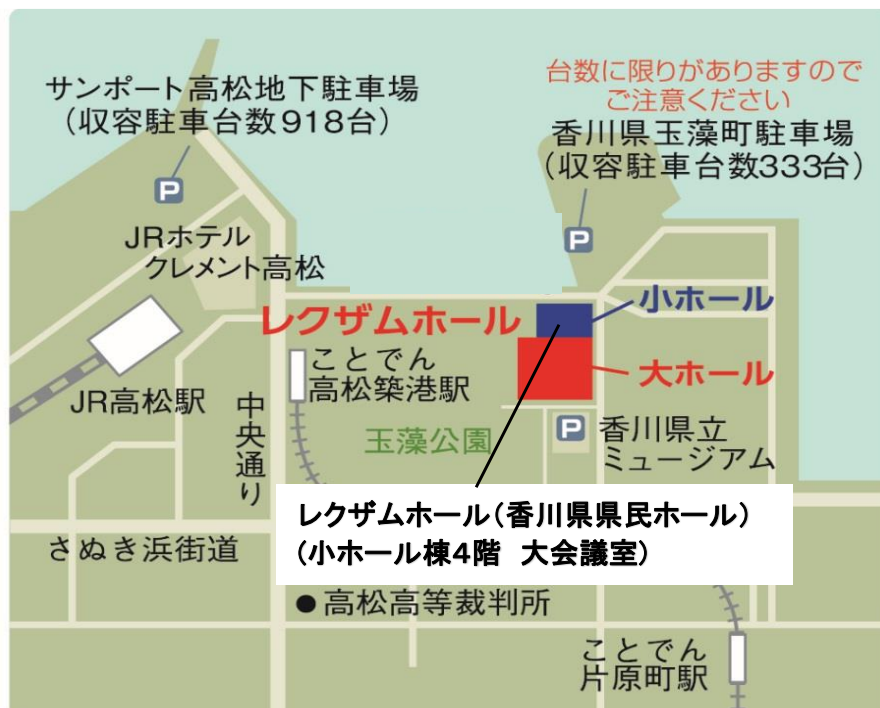 サンポート高松地下駐車場
(収容駐車台数918台)
P
台数に限りがありますので
ご注意ください
香川県玉藻町駐車場
(収容駐車台数333台)
P
JRホテル
クレメント高松
レクザムホール
小ホール
大ホール
ことでん
高松築港駅
JR高松駅
中央通り
玉藻公園
P
香川県立
ミュージアム
レクザムホール(香川県県民ホール)
(小ホール棟4階 大会議室)
さぬき浜街道
●高松高等裁判所
ことでん
片原町駅